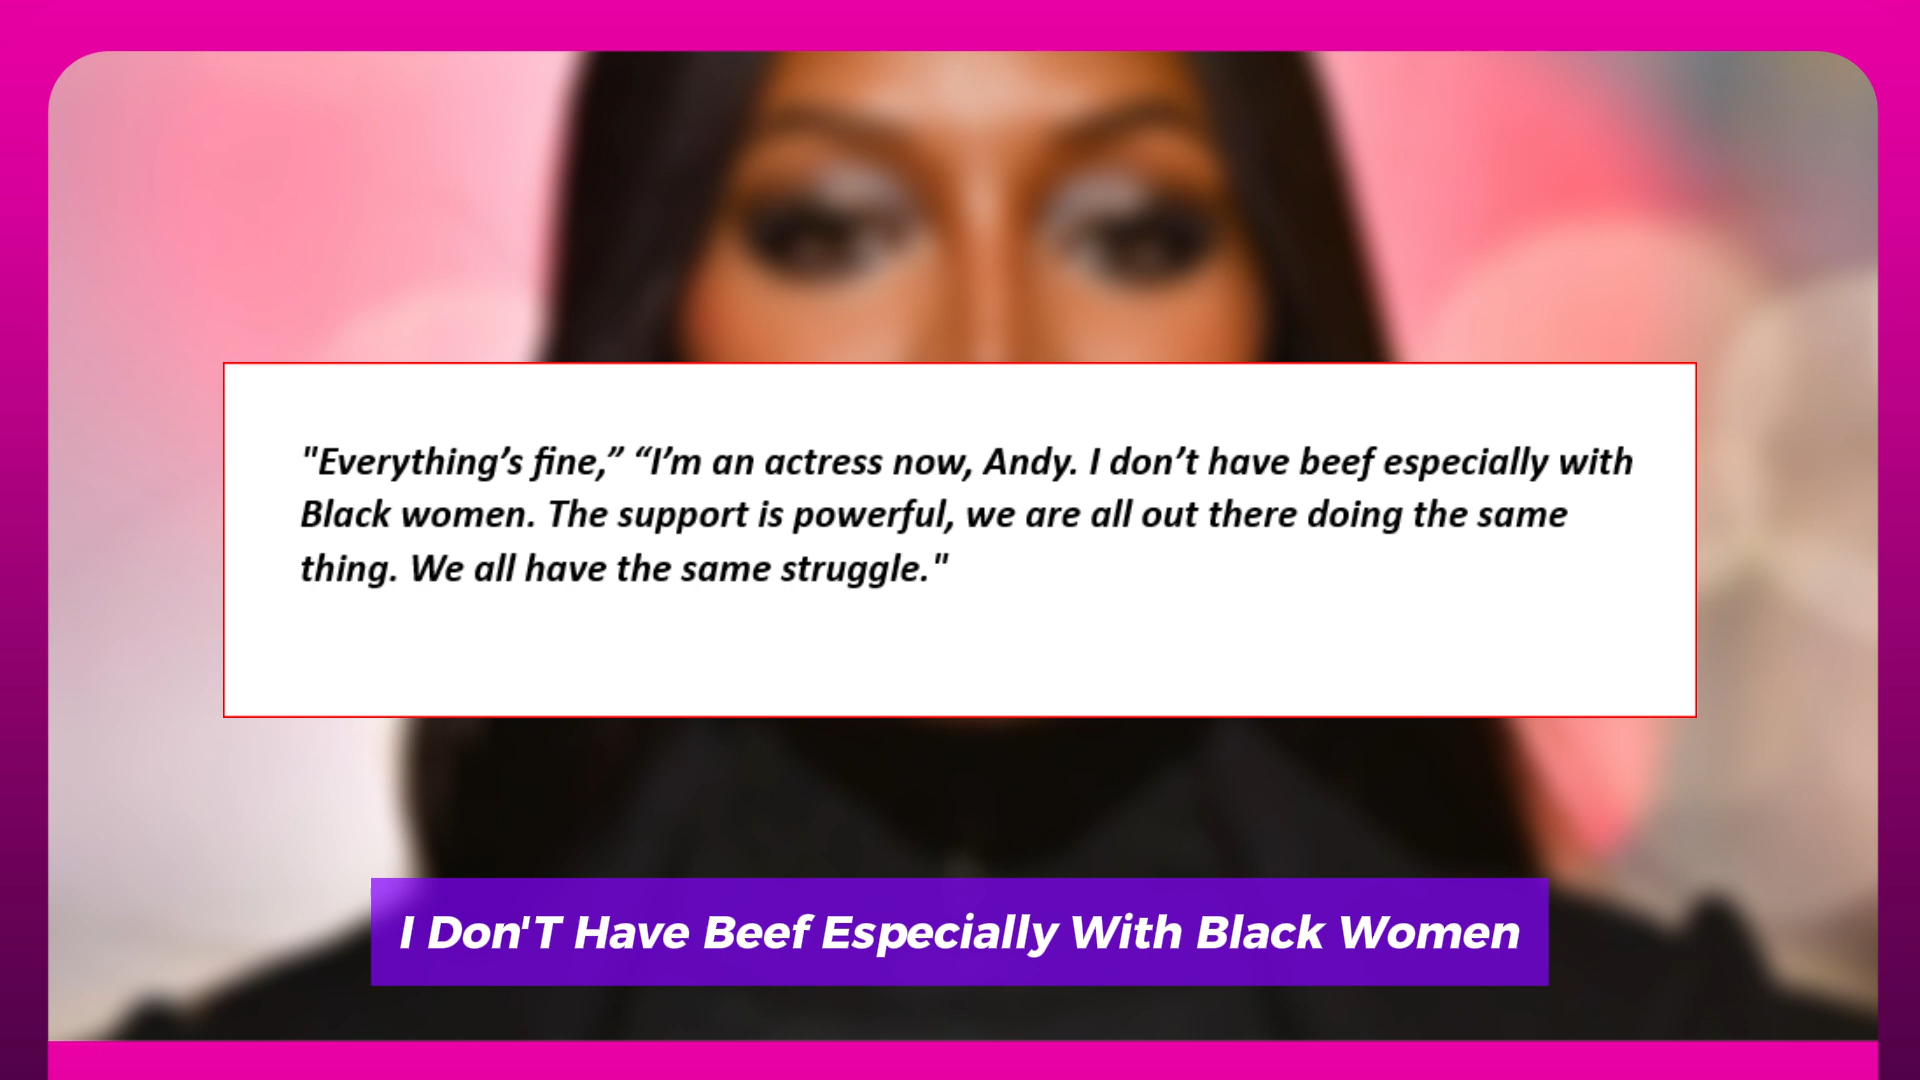 "Everything’s fine,” “I’m an actress now, Andy. I don’t have beef especially with
Black women. The support is powerful, we are all out there doing the same
thing. We all have the same struggle."
I Don'T Have Beef Especially With Black Women